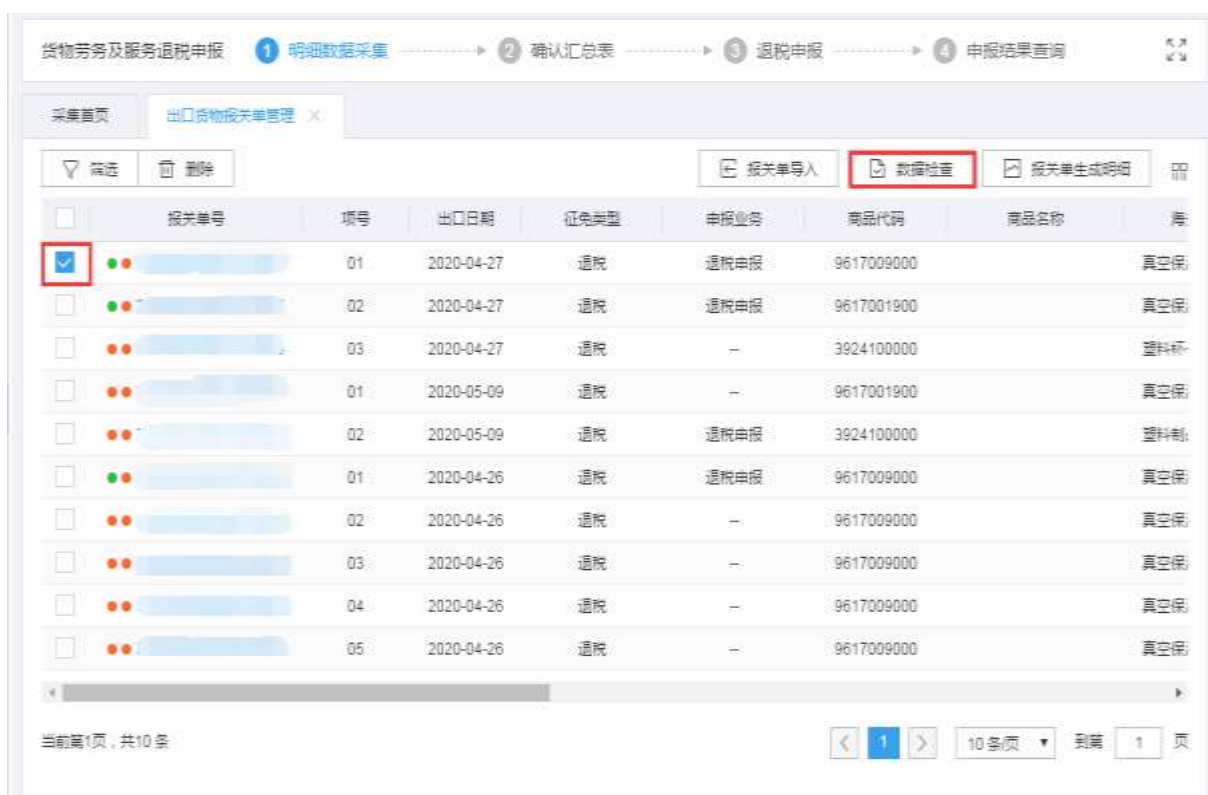 货物劳务及服务退税申报 1 明细数据采集 2 确认汇总表 3 退税申报 4 申报结果查询
采集首页 出口货物报关单管理 ×
筛选 删除 报关单导入 数据检查 报关单生成明细
报关单号 项号 出口日期 征免类型 申报业务 商品代码 商品名称 海
01 2020-04-27 退税 退税申报 9617009000 真空保
02 2020-04-27 退税 退税申报 9617001900 真空保
03 2020-04-27 退税 -- 3924100000 塑料杯
01 2020-05-09 退税 -- 9617001900 真空保
02 2020-05-09 退税 退税申报 3924100000 塑料制
01 2020-04-26 退税 退税申报 9617009000 真空保
02 2020-04-26 退税 -- 9617009000 真空保
03 2020-04-26 退税 -- 9617009000 真空保
04 2020-04-26 退税 -- 9617009000 真空保
05 2020-04-26 退税 -- 9617009000 真空保
当前第1页，共10条 < 1 > 10条/页 到第 1 页